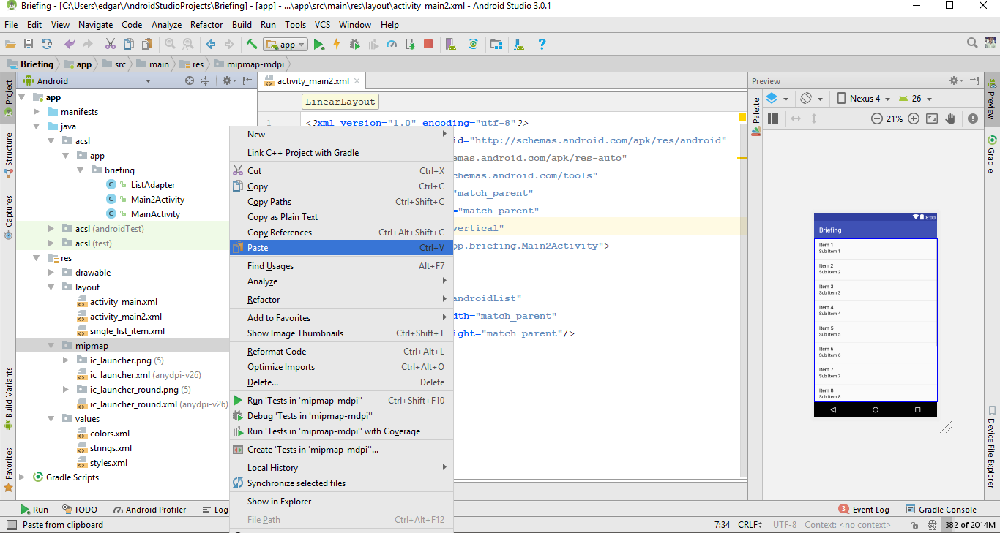 Briefing - [C:\Users\edgar\AndroidStudioProjects\Briefing] - [app] - ...\app\src\main\res\layout\activity_main2.xml - Android Studio 3.0.1
File Edit View Navigate Code Analyze Refactor Build Run Tools VCS Window Help
app
Briefing app src main res mipmap-mdpi
Project
Structure
Captures
Build Variants
Favorites
Android
app
manifests
java
acsl
app
briefing
ListAdapter
Main2Activity
MainActivity
acsl (androidTest)
acsl (test)
res
drawable
layout
activity_main.xml
activity_main2.xml
single_list_item.xml
mipmap
ic_launcher.png (5)
ic_launcher.xml (anydpi-v26)
ic_launcher_round.png (5)
ic_launcher_round.xml (anydpi-v26)
values
colors.xml
strings.xml
styles.xml
Gradle Scripts
activity_main2.xml
LinearLayout
1 <?xml version="1.0" encoding="utf-8"?>
id="http://schemas.android.com/apk/res/android"
hemas.android.com/apk/res-auto"
chemas.android.com/tools"
"match_parent"
="match_parent"
vertical"
pp.briefing.Main2Activity">
androidList"
dth="match_parent"
ight="match_parent"/>
New
Link C++ Project with Gradle
Cut Ctrl+X
Copy Ctrl+C
Copy Paths Ctrl+Shift+C
Copy as Plain Text
Copy References Ctrl+Alt+Shift+C
Paste Ctrl+V
Find Usages Alt+F7
Analyze
Refactor
Add to Favorites
Show Image Thumbnails Ctrl+Shift+T
Reformat Code Ctrl+Alt+L
Optimize Imports Ctrl+Alt+O
Delete... Delete
Run 'Tests in 'mipmap-mdpi'' Ctrl+Shift+F10
Debug 'Tests in 'mipmap-mdpi''
Run 'Tests in 'mipmap-mdpi'' with Coverage
Create 'Tests in 'mipmap-mdpi''...
Local History
Synchronize selected files
Show in Explorer
File Path Ctrl+Alt+F12
Preview
Palette
Nexus 4 26
21%
8:00
Briefing
Item 1
Sub Item 1
Item 2
Sub Item 2
Item 3
Sub Item 3
Item 4
Sub Item 4
Item 5
Sub Item 5
Item 6
Sub Item 6
Item 7
Sub Item 7
Item 8
Sub Item 8
Preview
Gradle
Device File Explorer
Run TODO Android Profiler Log
3 Event Log Gradle Console
Paste from clipboard
7:34 CRLF UTF-8 Context: <no context> 382 of 2014M